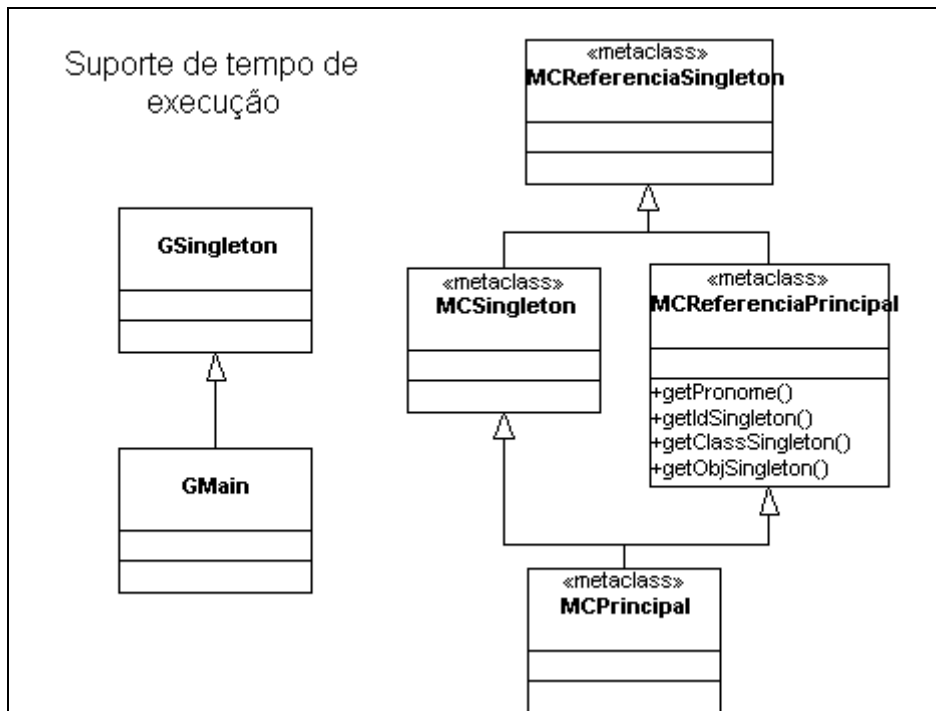 Suporte de tempo de
execução
«metaclass»
MCReferenciaSingleton
GSingleton
«metaclass»
MCSingleton
«metaclass»
MCReferenciaPrincipal
+getPronome()
+getIdSingleton()
+getClassSingleton()
+getObjSingleton()
GMain
«metaclass»
MCPrincipal